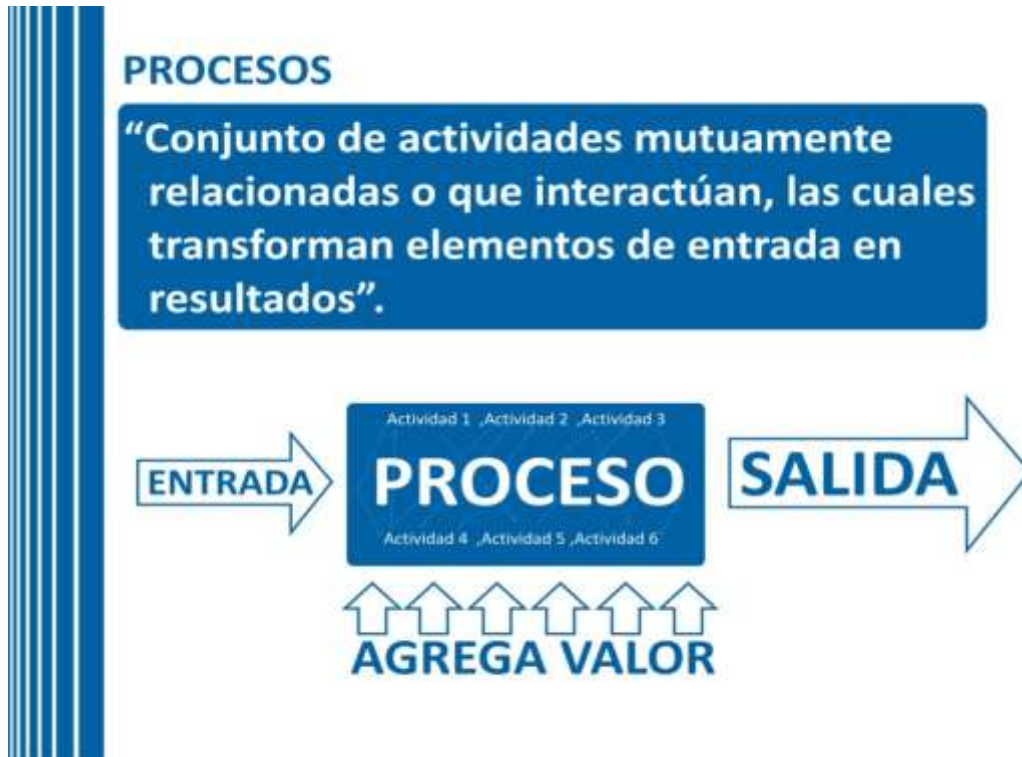 PROCESOS
“Conjunto de actividades mutuamente
relacionadas o que interactúan, las cuales
transforman elementos de entrada en
resultados”.
Actividad 1 ,Actividad 2 ,Actividad 3
ENTRADA
PROCESO
SALIDA
Actividad 4 ,Actividad 5 ,Actividad 6
AGREGA VALOR